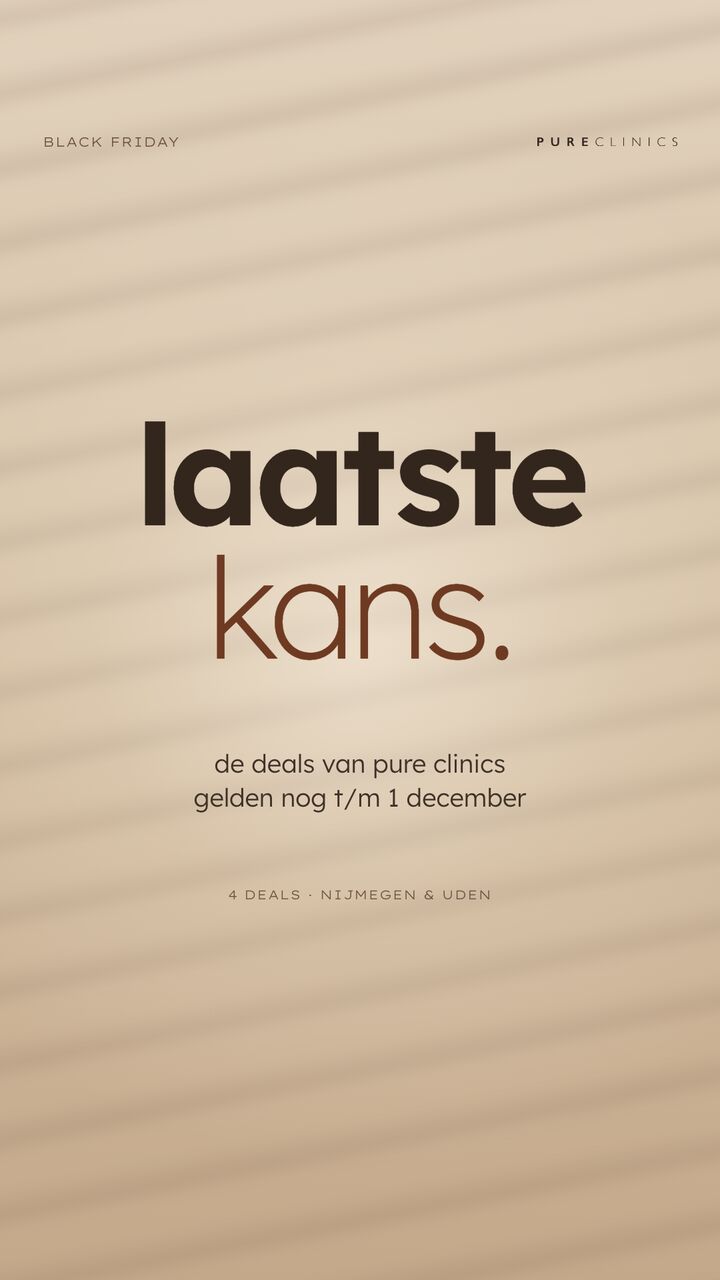 BLACK FRIDAY
PURECLINICS
laatste
kans.
de deals van pure clinics
gelden nog t/m 1 december
4 DEALS · NIJMEGEN & UDEN